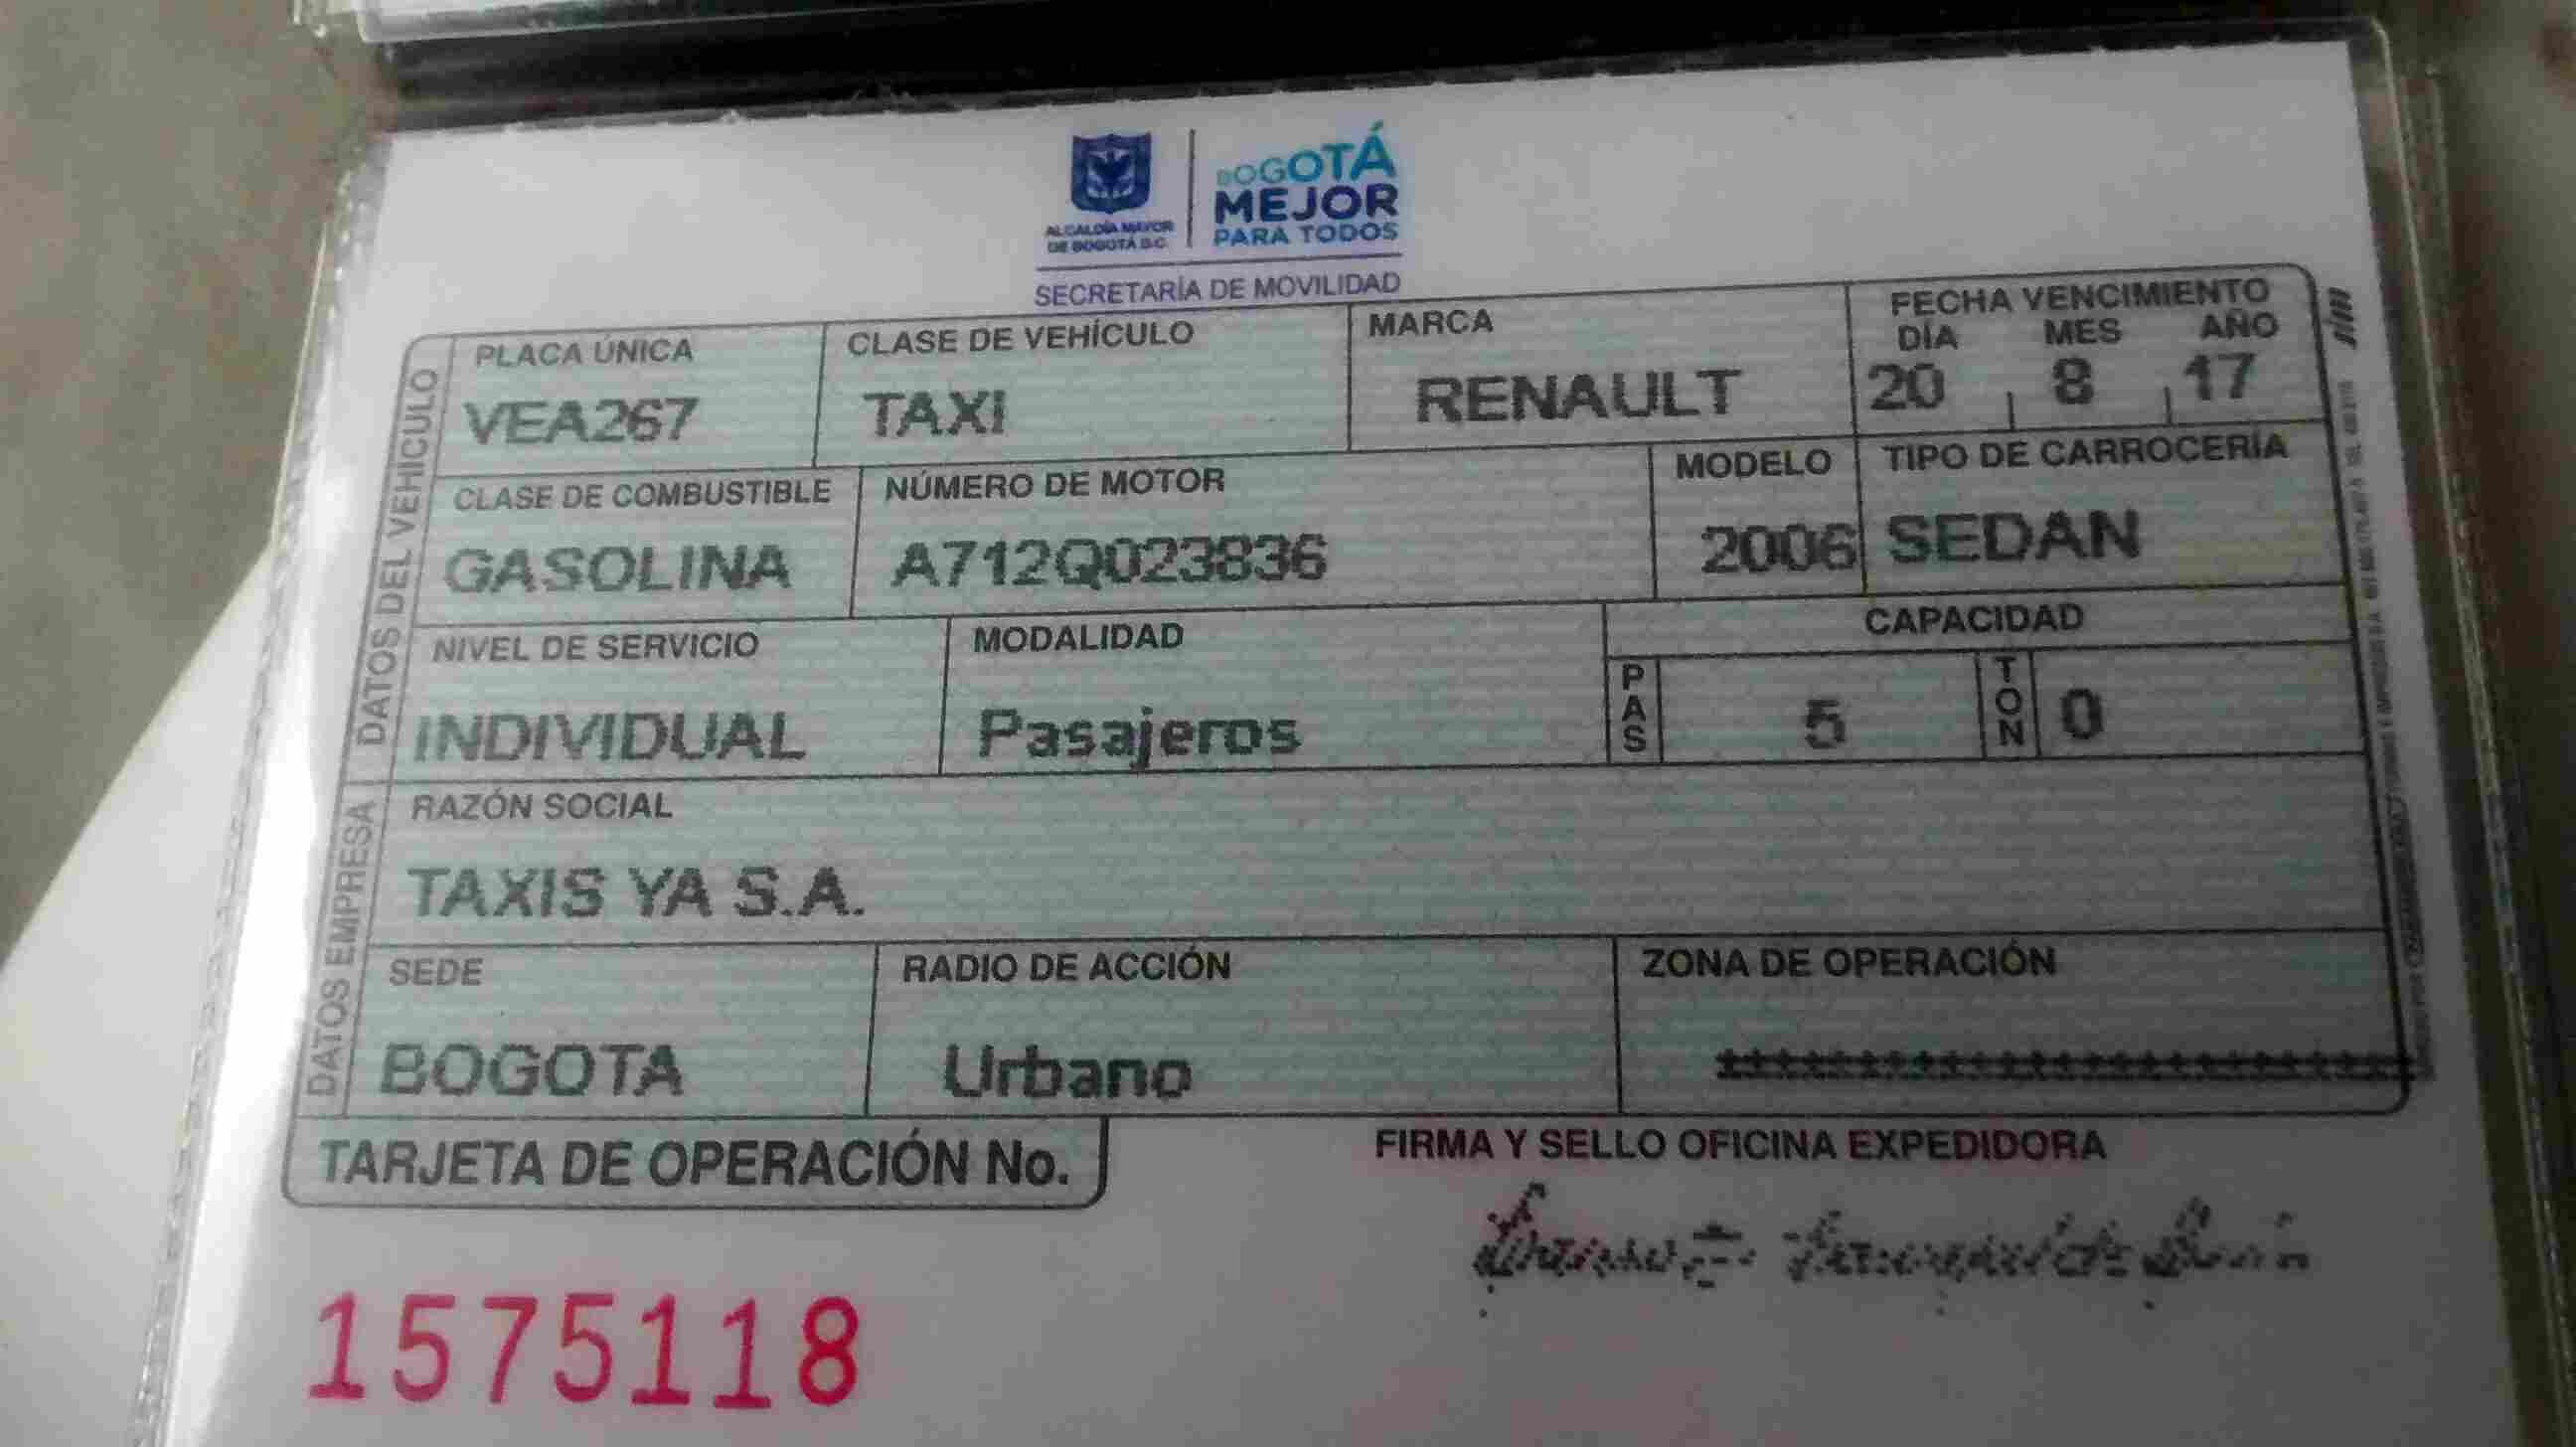 ALCALDÍA MAYOR
DE BOGOTÁ D.C.
BOGOTÁ
MEJOR
PARA TODOS
SECRETARÍA DE MOVILIDAD
DATOS DEL VEHICULO
PLACA ÚNICA CLASE DE VEHÍCULO MARCA FECHA VENCIMIENTO
DÍA MES AÑO
VEA267 TAXI RENAULT 20 8 17
CLASE DE COMBUSTIBLE NÚMERO DE MOTOR MODELO TIPO DE CARROCERÍA
GASOLINA A712Q023836 2006 SEDAN
NIVEL DE SERVICIO MODALIDAD CAPACIDAD
INDIVIDUAL Pasajeros PAS 5 TON 0
DATOS EMPRESA
RAZÓN SOCIAL
TAXIS YA S.A.
SEDE RADIO DE ACCIÓN ZONA DE OPERACIÓN
BOGOTA Urbano
TARJETA DE OPERACIÓN No. FIRMA Y SELLO OFICINA EXPEDIDORA
1575118